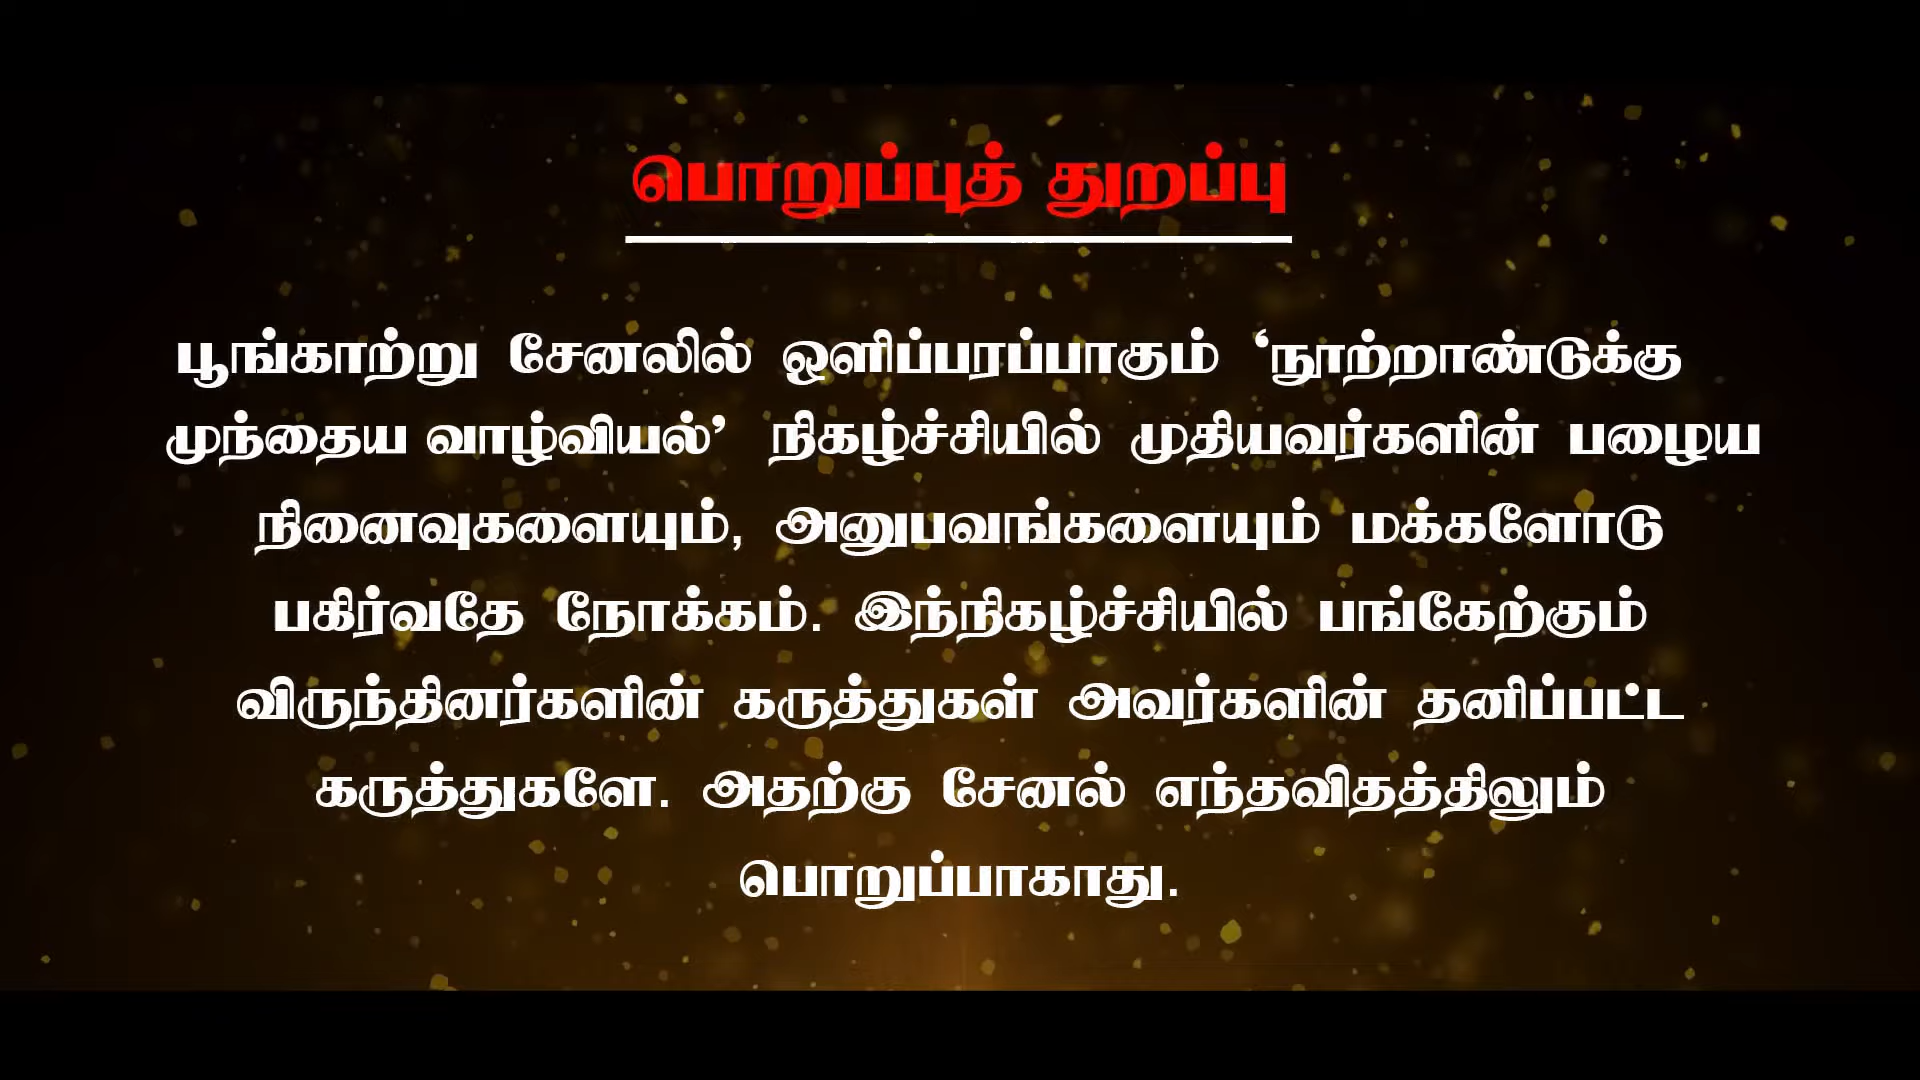 பொறுப்புத் துறப்பு
பூங்காற்று சேனலில் ஒளிப்பரப்பாகும் ‘நூற்றாண்டுக்கு
முந்தைய வாழ்வியல்’ நிகழ்ச்சியில் முதியவர்களின் பழைய
நினைவுகளையும், அனுபவங்களையும் மக்களோடு
பகிர்வதே நோக்கம். இந்நிகழ்ச்சியில் பங்கேற்கும்
விருந்தினர்களின் கருத்துகள் அவர்களின் தனிப்பட்ட
கருத்துகளே. அதற்கு சேனல் எந்தவிதத்திலும்
பொறுப்பாகாது.